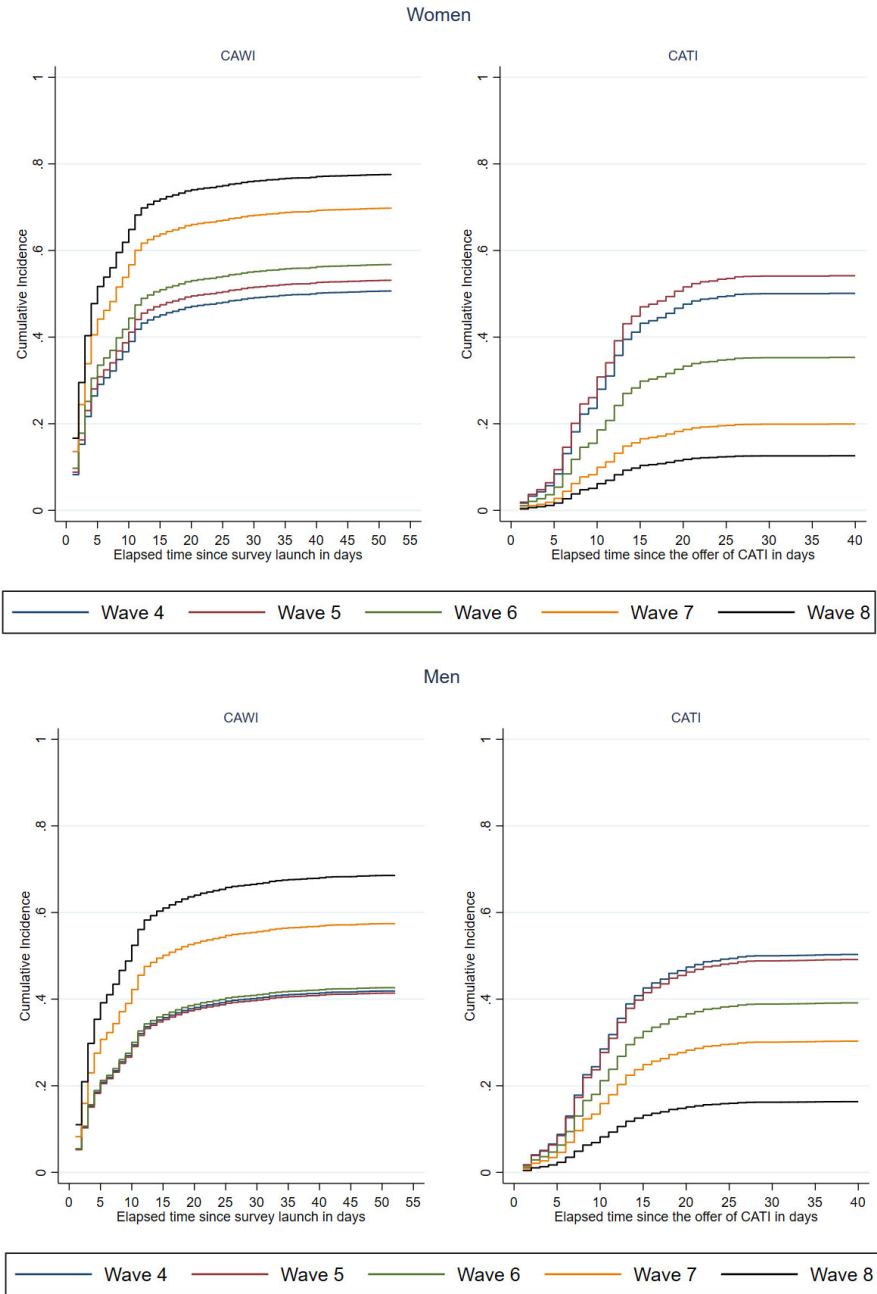 Women
CAWI
CATI
Cumulative Incidence
0 .2 .4 .6 .8 1
0 5 10 15 20 25 30 35 40 45 50 55
Elapsed time since survey launch in days
Cumulative Incidence
0 .2 .4 .6 .8 1
0 5 10 15 20 25 30 35 40
Elapsed time since the offer of CATI in days
Wave 4 Wave 5 Wave 6 Wave 7 Wave 8
Men
CAWI
CATI
Cumulative Incidence
0 .2 .4 .6 .8 1
0 5 10 15 20 25 30 35 40 45 50 55
Elapsed time since survey launch in days
Cumulative Incidence
0 .2 .4 .6 .8 1
0 5 10 15 20 25 30 35 40
Elapsed time since the offer of CATI in days
Wave 4 Wave 5 Wave 6 Wave 7 Wave 8